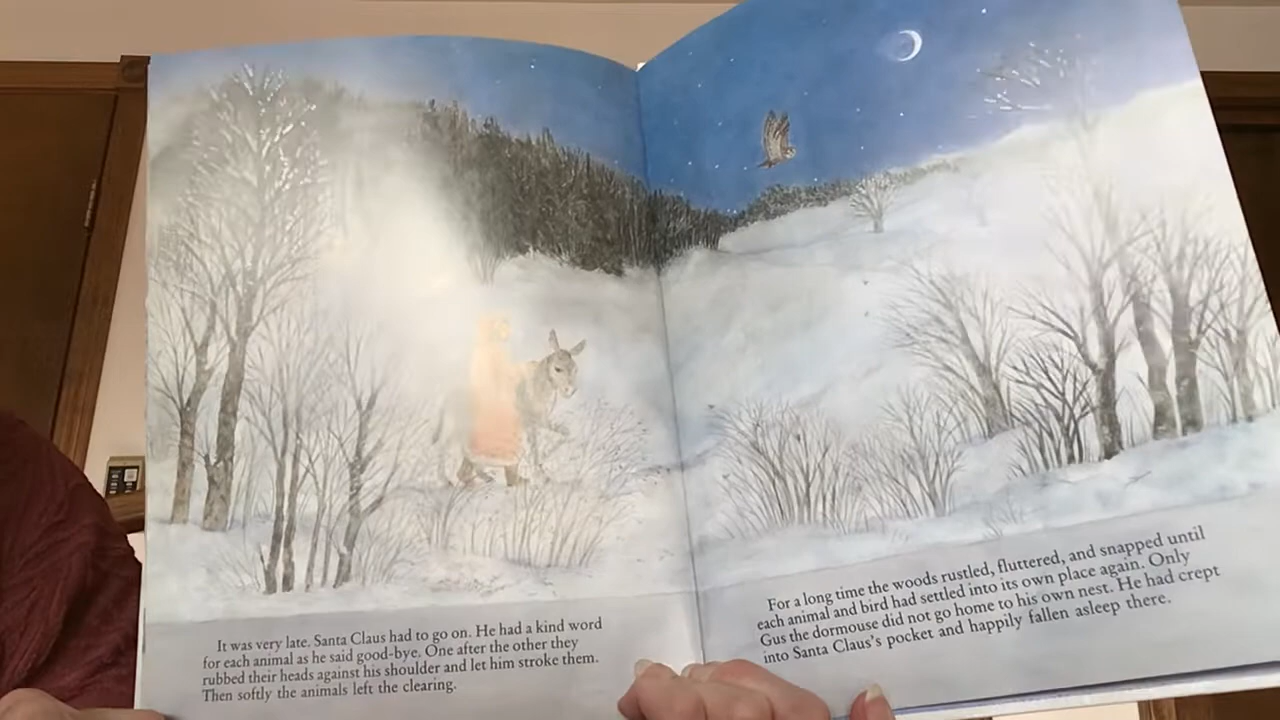 It was very late. Santa Claus had to go on. He had a kind word
for each animal as he said good-bye. One after the other they
rubbed their heads against his shoulder and let him stroke them.
Then softly the animals left the clearing.
For a long time the woods rustled, fluttered, and snapped until
each animal and bird had settled into its own place again. Only
Gus the dormouse did not go home to his own nest. He had crept
into Santa Claus's pocket and happily fallen asleep there.